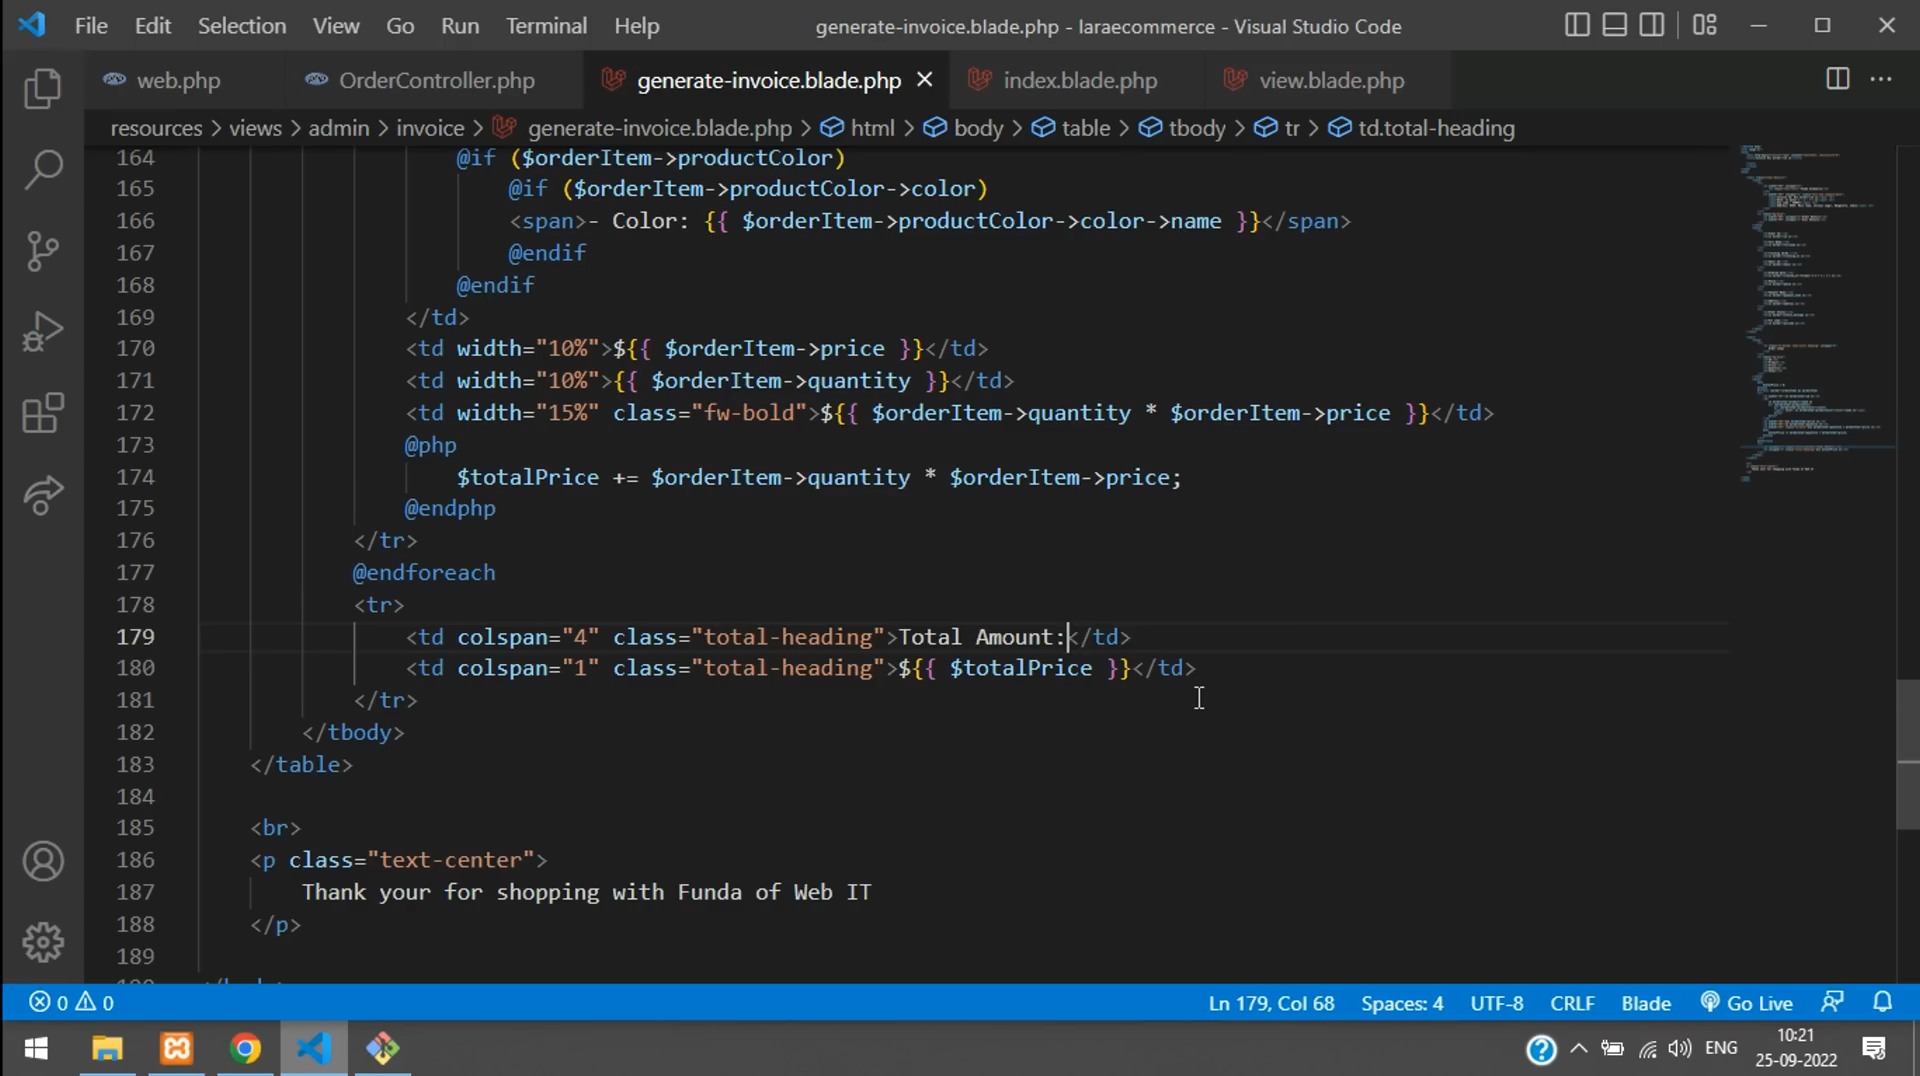 File Edit Selection View Go Run Terminal Help generate-invoice.blade.php - laraecommerce - Visual Studio Code
web.php OrderController.php generate-invoice.blade.php index.blade.php view.blade.php
resources > views > admin > invoice > generate-invoice.blade.php > html > body > table > tbody > tr > td.total-heading
164 @if ($orderItem->productColor)
165 @if ($orderItem->productColor->color)
166 <span>- Color: {{ $orderItem->productColor->color->name }}</span>
167 @endif
168 @endif
169 </td>
170 <td width="10%">${{ $orderItem->price }}</td>
171 <td width="10%">{{ $orderItem->quantity }}</td>
172 <td width="15%" class="fw-bold">${{ $orderItem->quantity * $orderItem->price }}</td>
173 @php
174 $totalPrice += $orderItem->quantity * $orderItem->price;
175 @endphp
176 </tr>
177 @endforeach
178 <tr>
179 <td colspan="4" class="total-heading">Total Amount:</td>
180 <td colspan="1" class="total-heading">${{ $totalPrice }}</td>
181 </tr>
182 </tbody>
183 </table>
184
185 <br>
186 <p class="text-center">
187 Thank your for shopping with Funda of Web IT
188 </p>
189
0 0 Ln 179, Col 68 Spaces: 4 UTF-8 CRLF Blade Go Live
ENG 10:21
25-09-2022